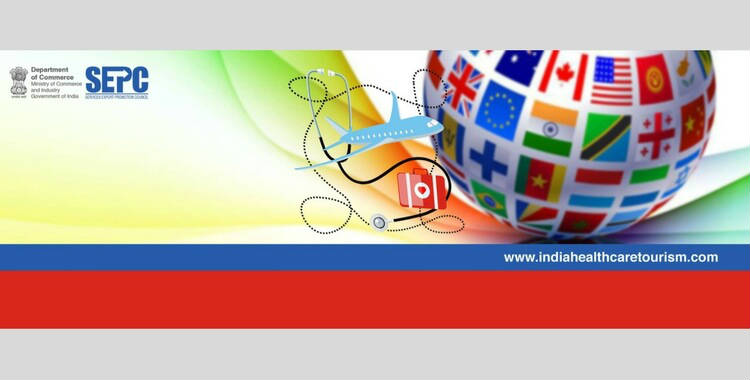 Department
of Commerce
Ministry of Commerce
and Industry
Government of India
SEPC
SERVICES EXPORT PROMOTION COUNCIL
www.indiahealthcaretourism.com